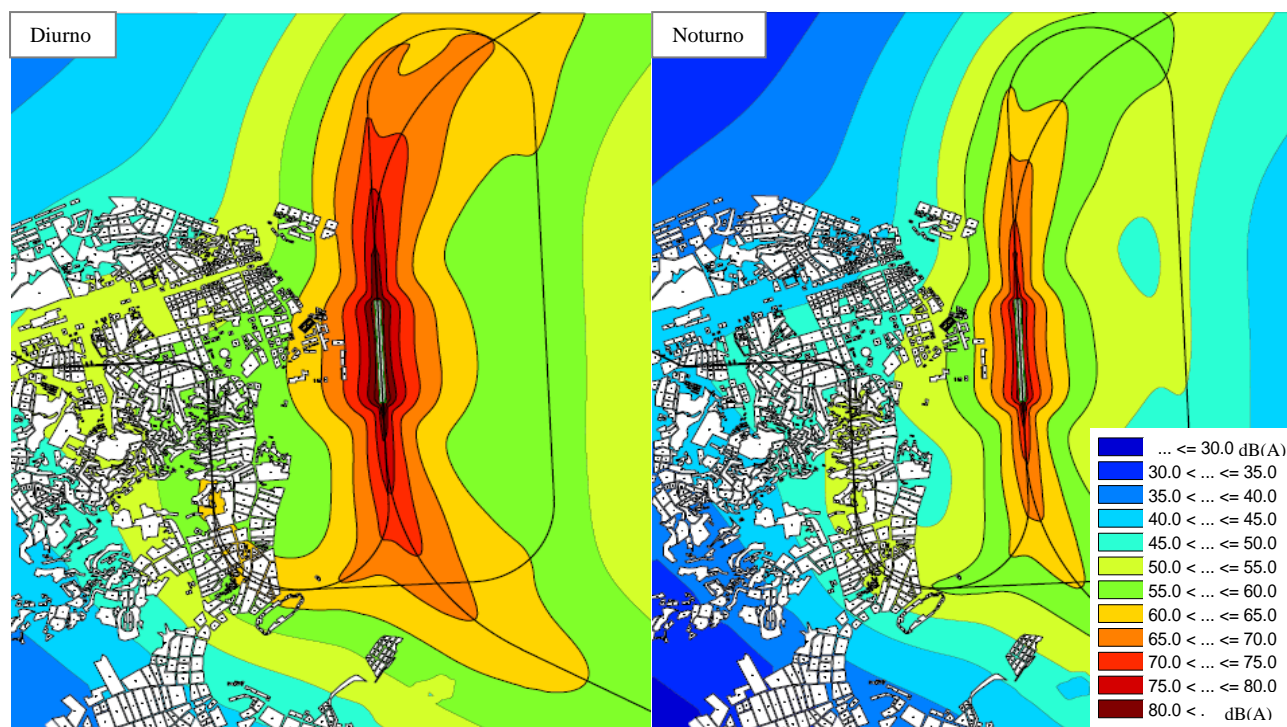 Diurno
Noturno
... <= 30.0 dB(A)
30.0 < ... <= 35.0
35.0 < ... <= 40.0
40.0 < ... <= 45.0
45.0 < ... <= 50.0
50.0 < ... <= 55.0
55.0 < ... <= 60.0
60.0 < ... <= 65.0
65.0 < ... <= 70.0
70.0 < ... <= 75.0
75.0 < ... <= 80.0
80.0 < . dB(A)